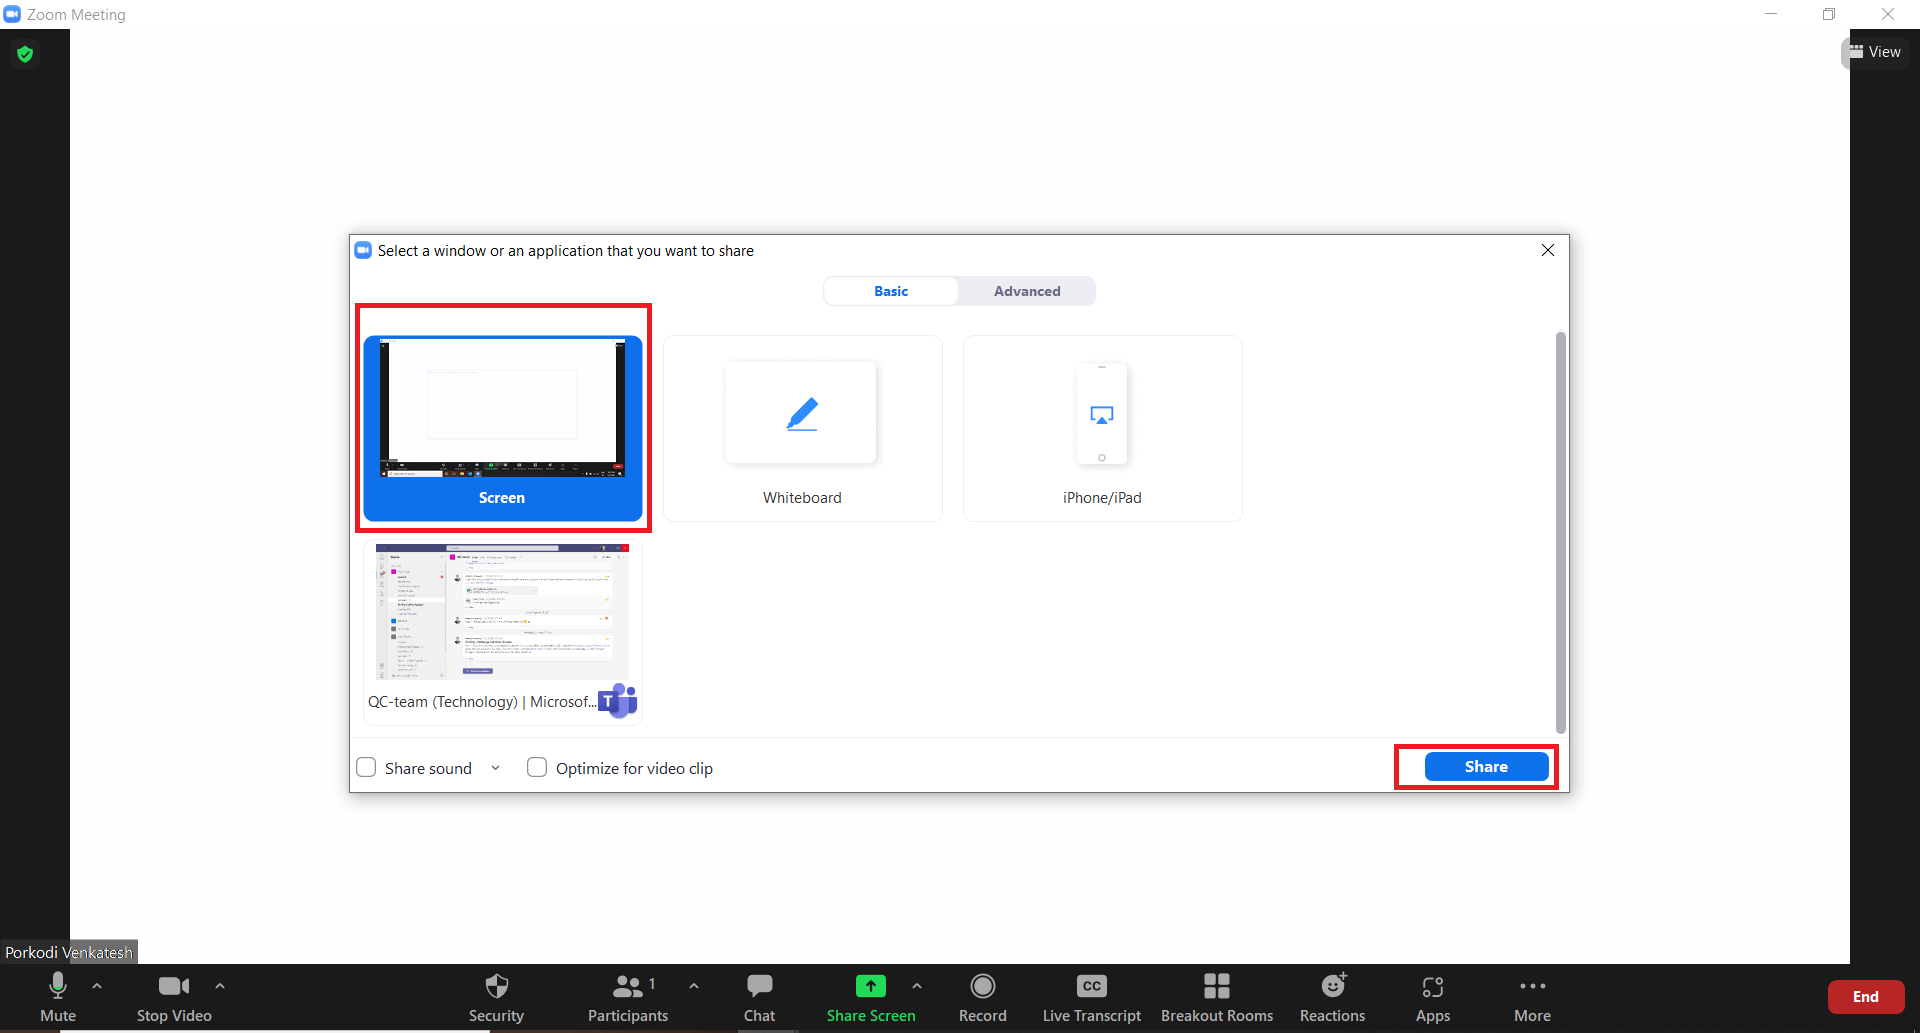 Zoom Meeting
View
Select a window or an application that you want to share
Basic
Advanced
Screen
Whiteboard
iPhone/iPad
QC-team (Technology) | Microsof...
T
Share sound
Optimize for video clip
Share
Porkodi Venkatesh
1
CC
Mute
Stop Video
Security
Participants
Chat
Share Screen
Record
Live Transcript
Breakout Rooms
Reactions
Apps
More
End